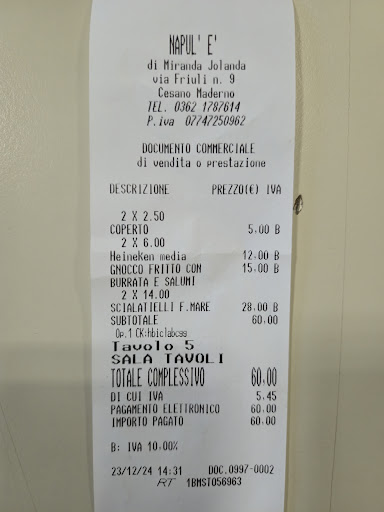 NAPUL' E'
di Miranda Jolanda
via Friuli n. 9
Cesano Maderno
TEL. 0362 1787614
P.iva 07747250962
DOCUMENTO COMMERCIALE
di vendita o prestazione
DESCRIZIONE PREZZO(€) IVA
2 X 2.50
COPERTO 5,00 B
2 X 6.00
HeineKen media 12,00 B
GNOCCO FRITTO CON 15,00 B
BURRATA E SALUMI
2 X 14.00
SCIALATIELLI F.MARE 28,00 B
SUBTOTALE 60,00
Op.1
Tavolo 5
SALA TAVOLI
TOTALE COMPLESSIVO 60,00
DI CUI IVA 5,45
PAGAMENTO ELETTRONICO 60,00
IMPORTO PAGATO 60,00
B: IVA 10,00%
23/12/24 14:31 DOC.0997-0002
RT 1BMST056963